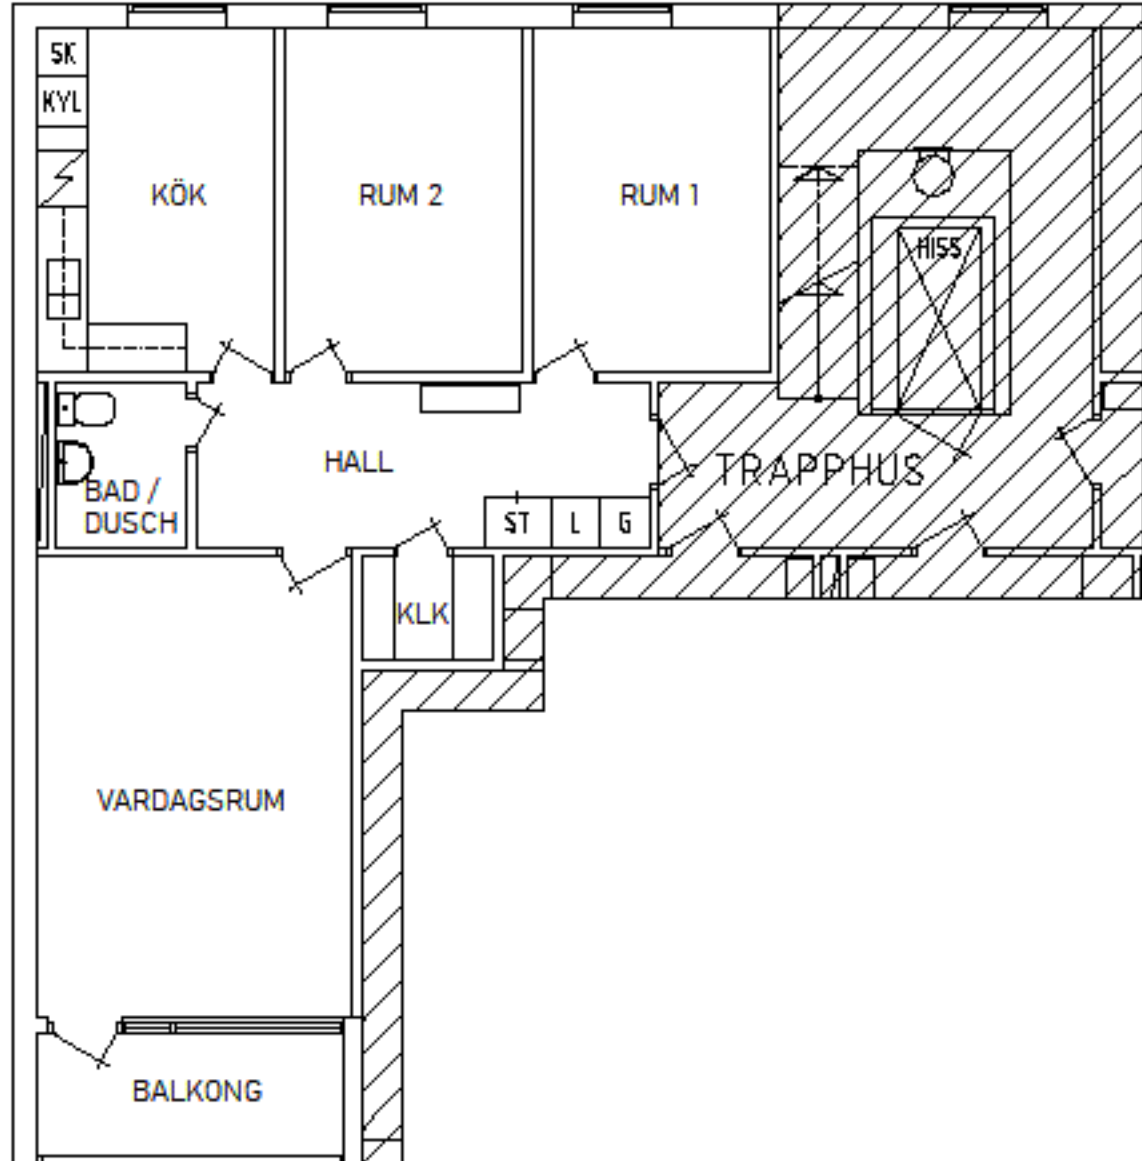 SK
KYL
KÖK
RUM 2
RUM 1
HISS
HALL
TRAPPHUS
BAD /
DUSCH
ST
L
G
KLK
VARDAGSRUM
BALKONG